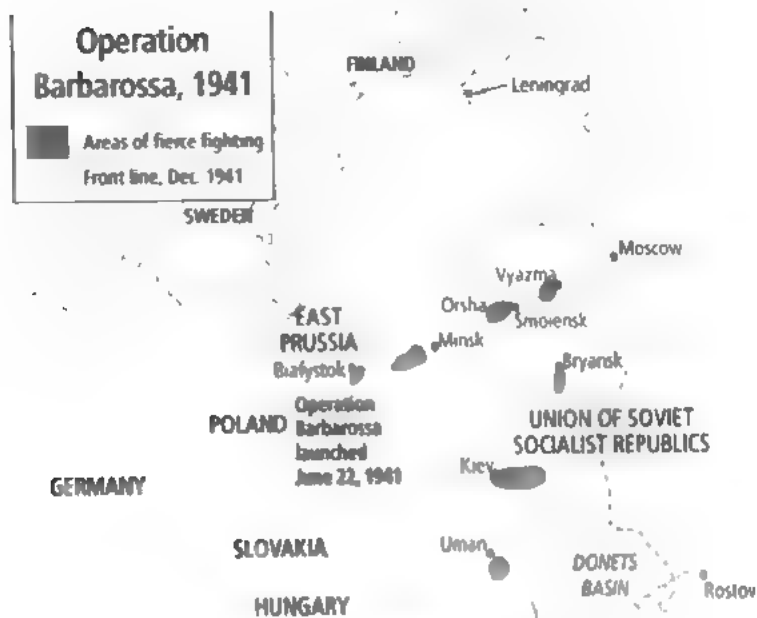 Operation
Barbarossa, 1941
Areas of fierce fighting
Front line, Dec. 1941
FINLAND
Leningrad
SWEDEN
Moscow
Vyazma
Orsha
Smolensk
EAST
PRUSSIA
Minsk
Białystok
Bryansk
Operation
Barbarossa
launched
June 22, 1941
POLAND
UNION OF SOVIET
SOCIALIST REPUBLICS
Kiev
GERMANY
SLOVAKIA
Uman
DONETS
BASIN
Rostov
HUNGARY